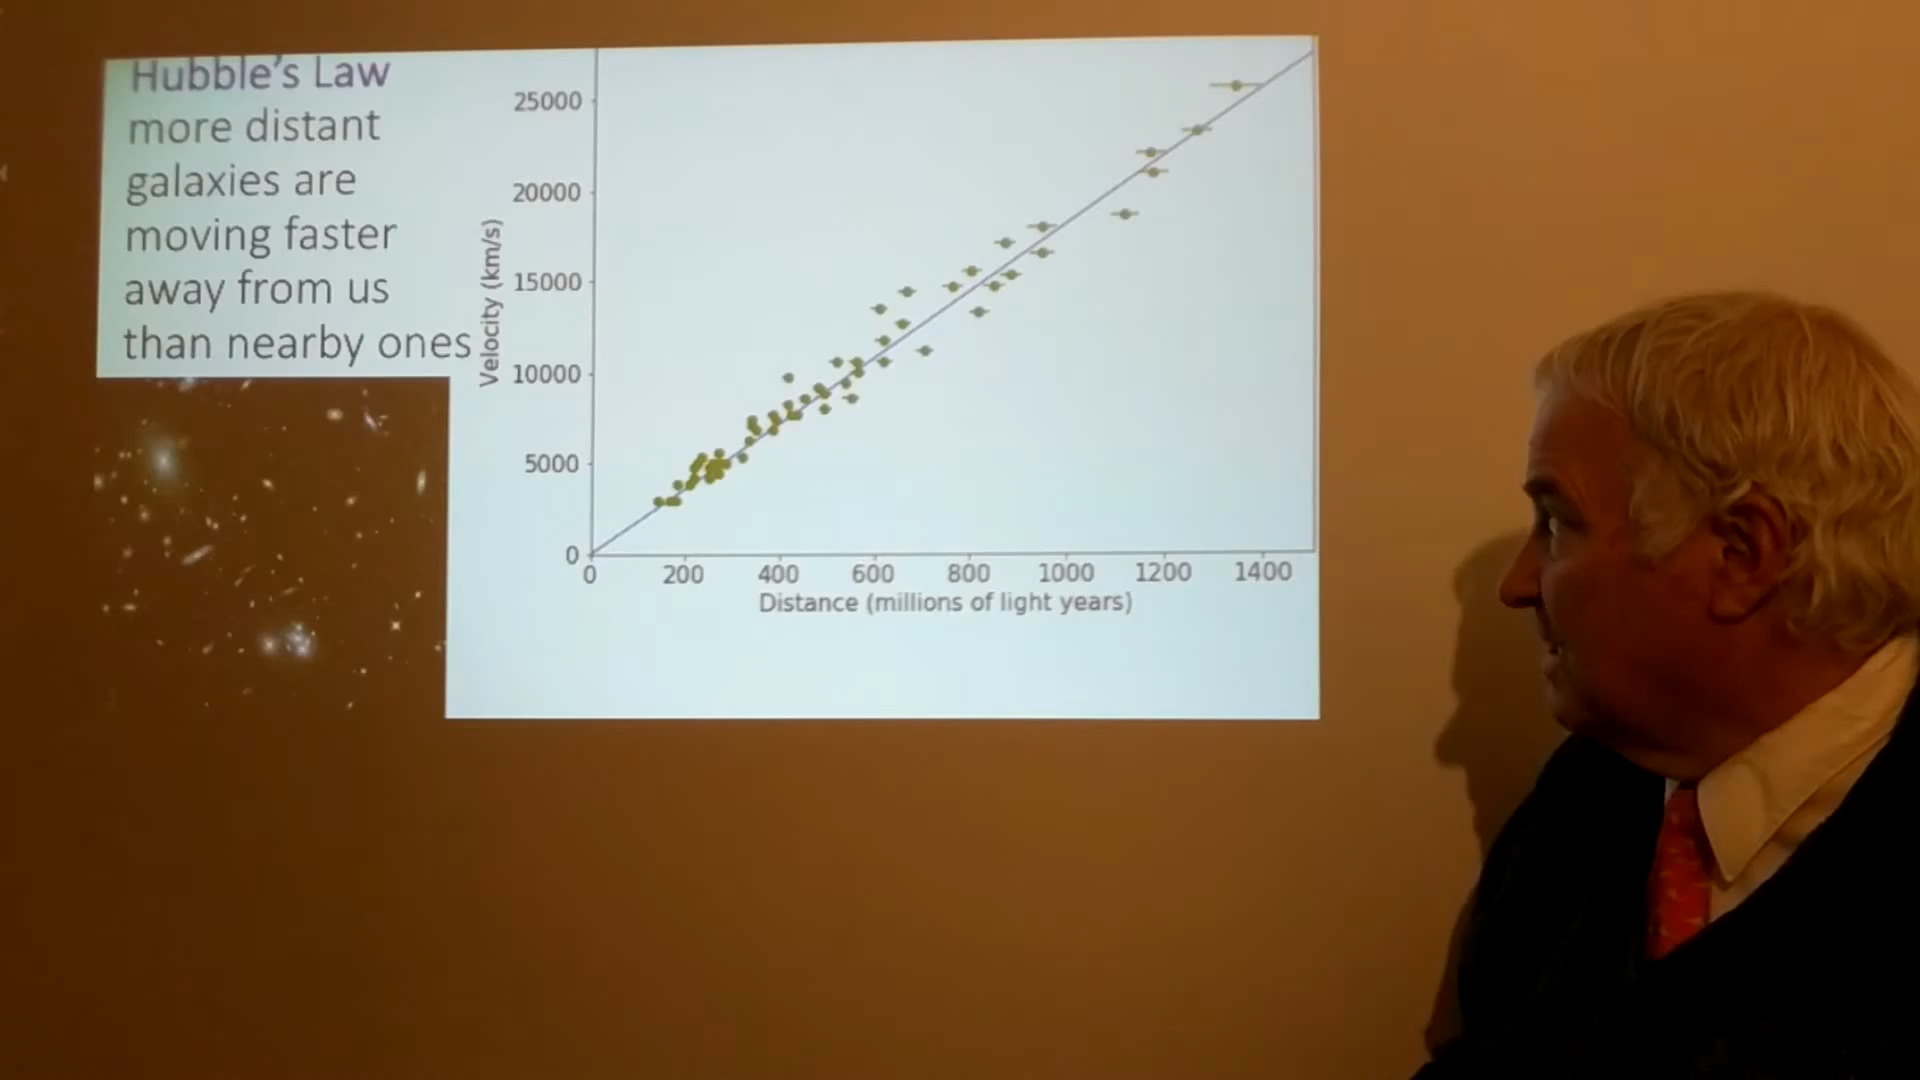 Hubble's Law
more distant
galaxies are
moving faster
away from us
than nearby ones
Velocity (km/s)
25000
20000
15000
10000
5000
0
0 200 400 600 800 1000 1200 1400
Distance (millions of light years)